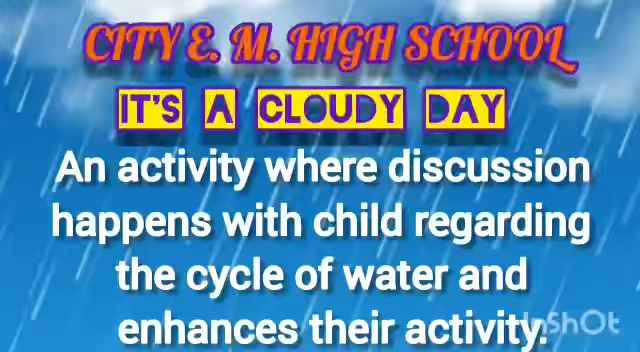 CITY E. M. HIGH SCHOOL
IT'S A CLOUDY DAY
An activity where discussion
happens with child regarding
the cycle of water and
enhances their activity.
InShOt